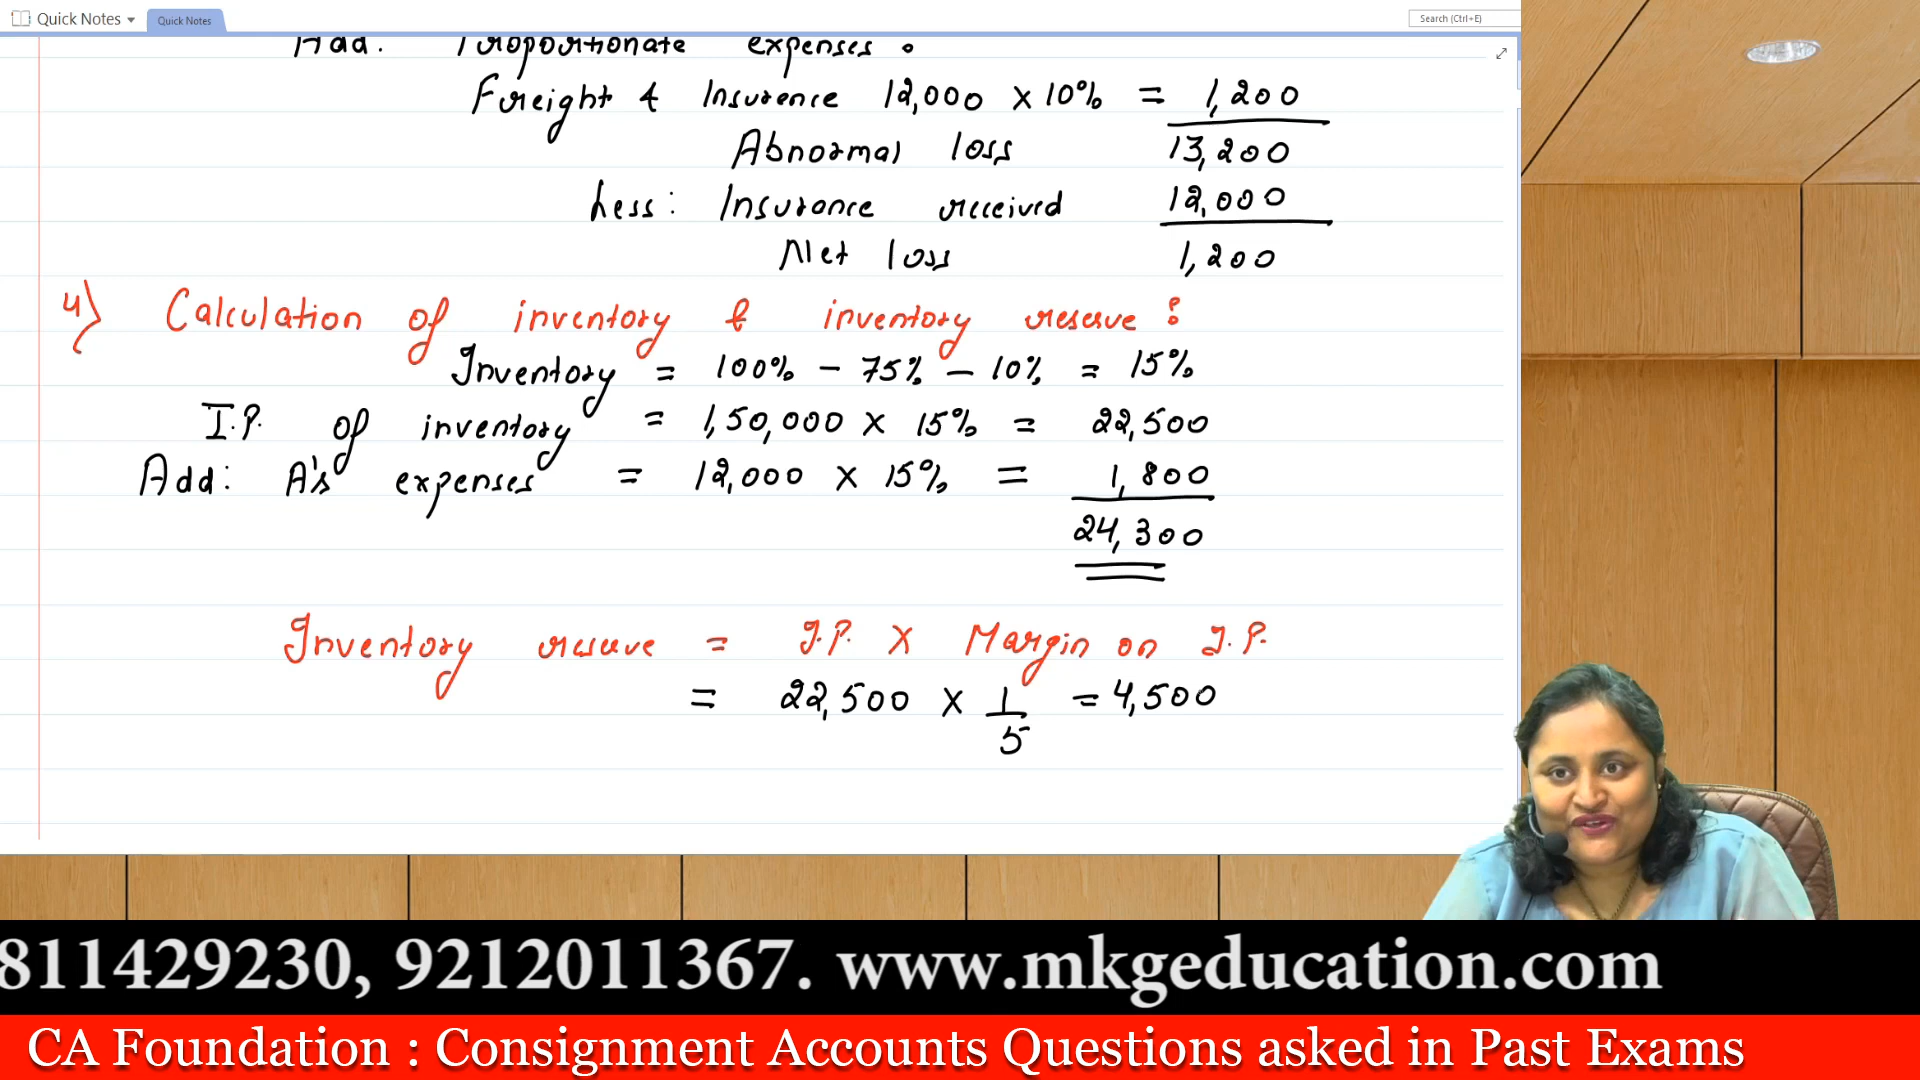 Quick Notes
Quick Notes
Search (Ctrl+E)
Add: Proportionate expenses :
Freight & Insurence 12,000 × 10% = 1,200
Abnormal loss 13,200
Less: Insurance received 12,000
Net loss 1,200
4) Calculation of inventory & inventory reserve :
Inventory = 100% - 75% - 10% = 15%
I.P. of inventory = 1,50,000 × 15% = 22,500
Add: A's expenses = 12,000 × 15% = 1,800
24,300
Inventory reserve = I.P. × Margin on I.P.
= 22,500 × 1/5 = 4,500
811429230, 9212011367. www.mkgeducation.com
CA Foundation : Consignment Accounts Questions asked in Past Exams